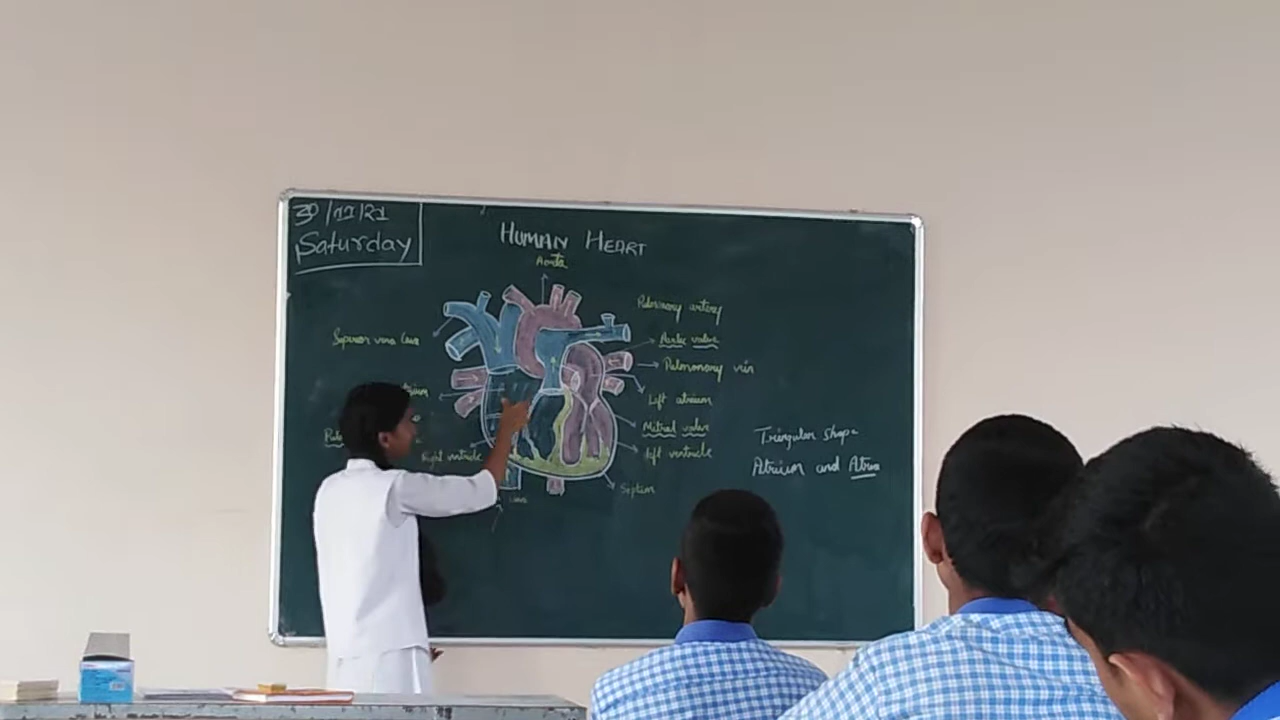 30/11/21
Saturday
HUMAN HEART
Aorta
Pulmonary artery
Superior vena Cava
Aortic valve
Pulmonary vein
Left atrium
Mitral valve
Right ventricle
left ventricle
Septum
Triangular shape
Atrium and Atria